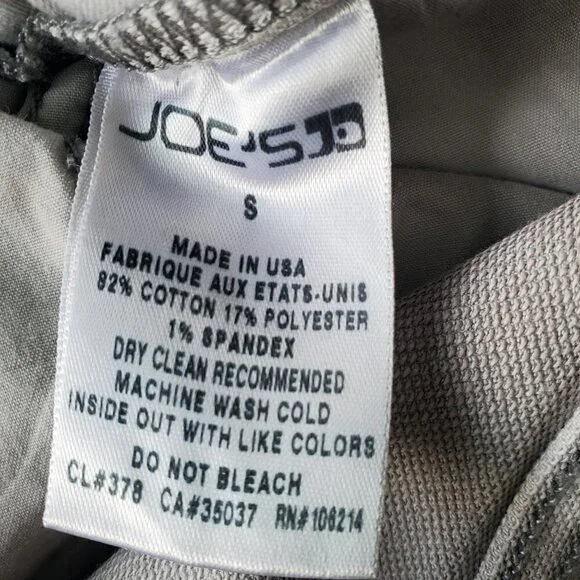 JOE'S JD
S
MADE IN USA
FABRIQUE AUX ETATS-UNIS
82% COTTON 17% POLYESTER
1% SPANDEX
DRY CLEAN RECOMMENDED
MACHINE WASH COLD
INSIDE OUT WITH LIKE COLORS
DO NOT BLEACH
CL#378 CA#35037 RN#106214